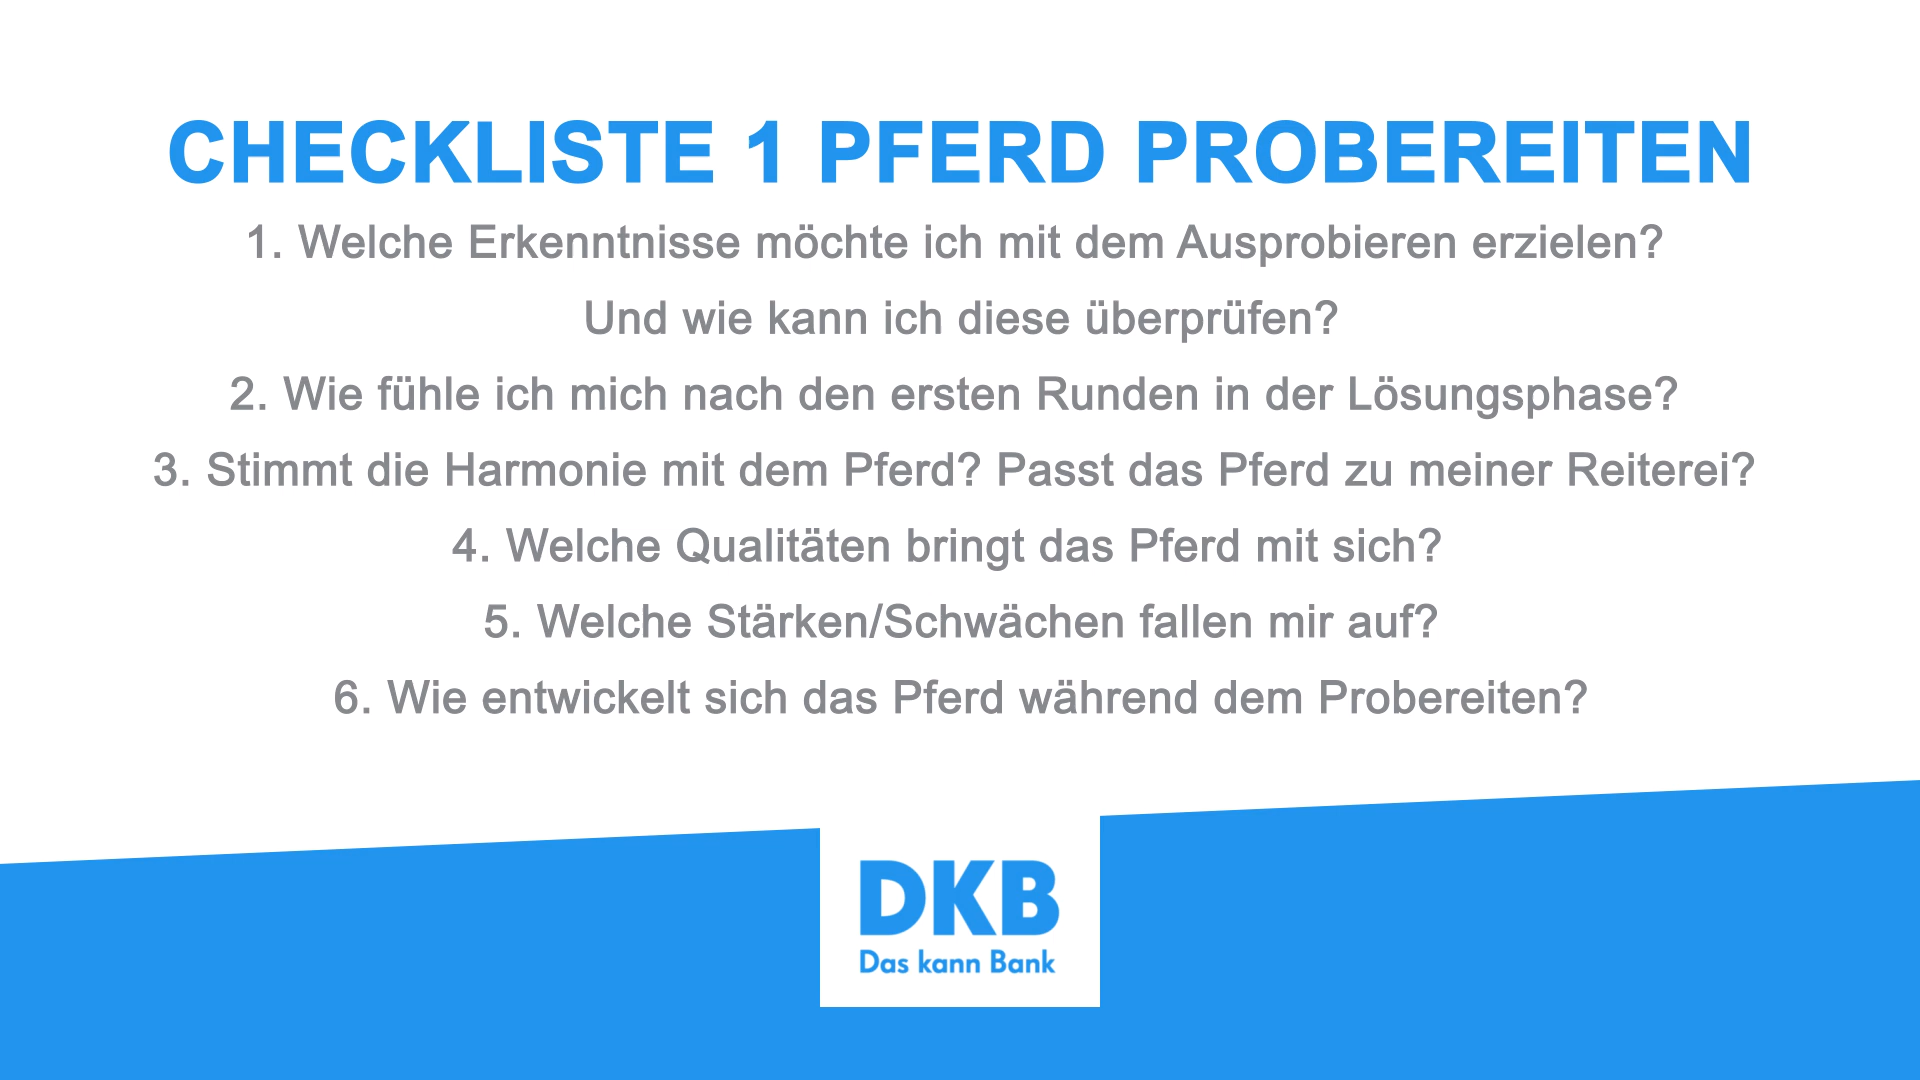 CHECKLISTE 1 PFERD PROBEREITEN
1. Welche Erkenntnisse möchte ich mit dem Ausprobieren erzielen?
Und wie kann ich diese überprüfen?
2. Wie fühle ich mich nach den ersten Runden in der Lösungsphase?
3. Stimmt die Harmonie mit dem Pferd? Passt das Pferd zu meiner Reiterei?
4. Welche Qualitäten bringt das Pferd mit sich?
5. Welche Stärken/Schwächen fallen mir auf?
6. Wie entwickelt sich das Pferd während dem Probereiten?
DKB
Das kann Bank